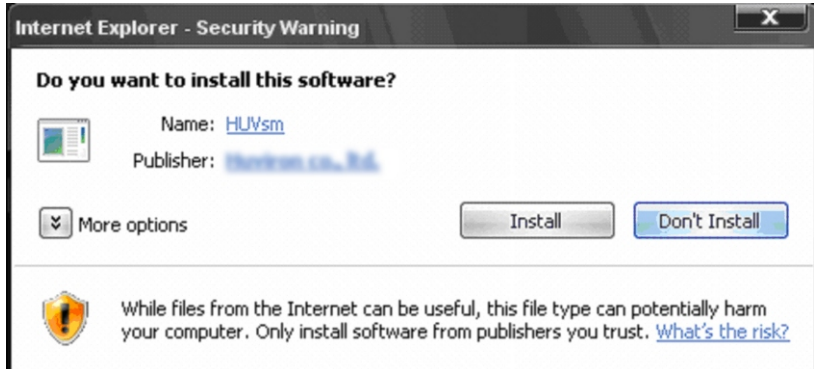 Internet Explorer - Security Warning
Do you want to install this software?
Name: HUVsm
Publisher:
More options
Install
Don't Install
While files from the Internet can be useful, this file type can potentially harm
your computer. Only install software from publishers you trust. What's the risk?